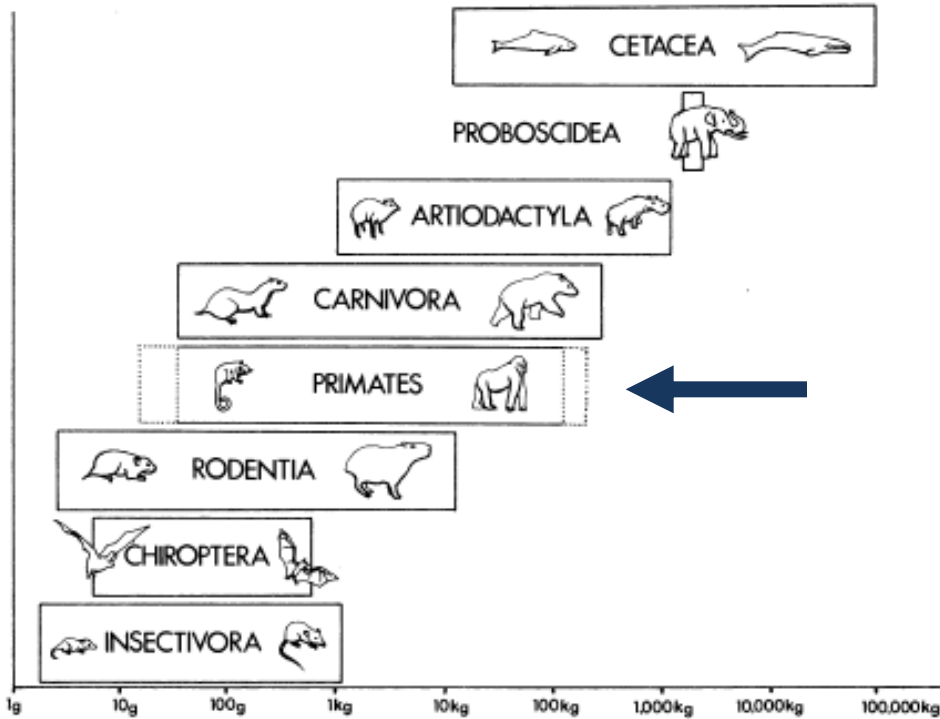 CETACEA
PROBOSCIDEA
ARTIODACTYLA
CARNIVORA
PRIMATES
RODENTIA
CHIROPTERA
INSECTIVORA
1g 10g 100g 1kg 10kg 100kg 1,000kg 10,000kg 100,000kg